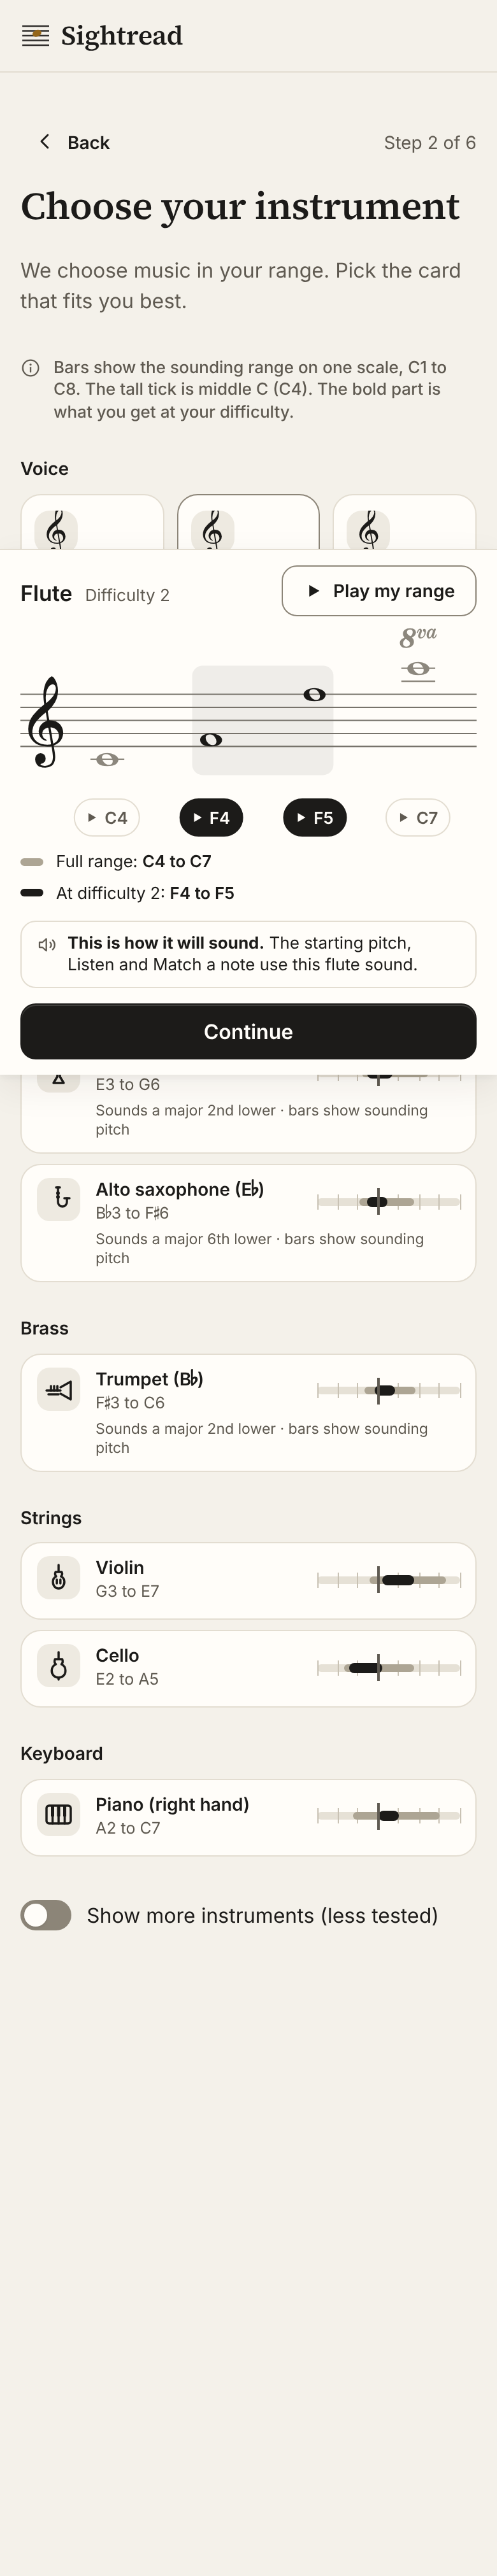 Sightread
Back
Step 2 of 6
Choose your instrument
We choose music in your range. Pick the card
that fits you best.
Bars show the sounding range on one scale, C1 to
C8. The tall tick is middle C (C4). The bold part is
what you get at your difficulty.
Voice
Flute Difficulty 2
Play my range
8va
C4
F4
F5
C7
Full range: C4 to C7
At difficulty 2: F4 to F5
This is how it will sound. The starting pitch,
Listen and Match a note use this flute sound.
Continue
E3 to G6
Sounds a major 2nd lower · bars show sounding
pitch
Alto saxophone (E♭)
B♭3 to F♯6
Sounds a major 6th lower · bars show sounding
pitch
Brass
Trumpet (B♭)
F♯3 to C6
Sounds a major 2nd lower · bars show sounding
pitch
Strings
Violin
G3 to E7
Cello
E2 to A5
Keyboard
Piano (right hand)
A2 to C7
Show more instruments (less tested)